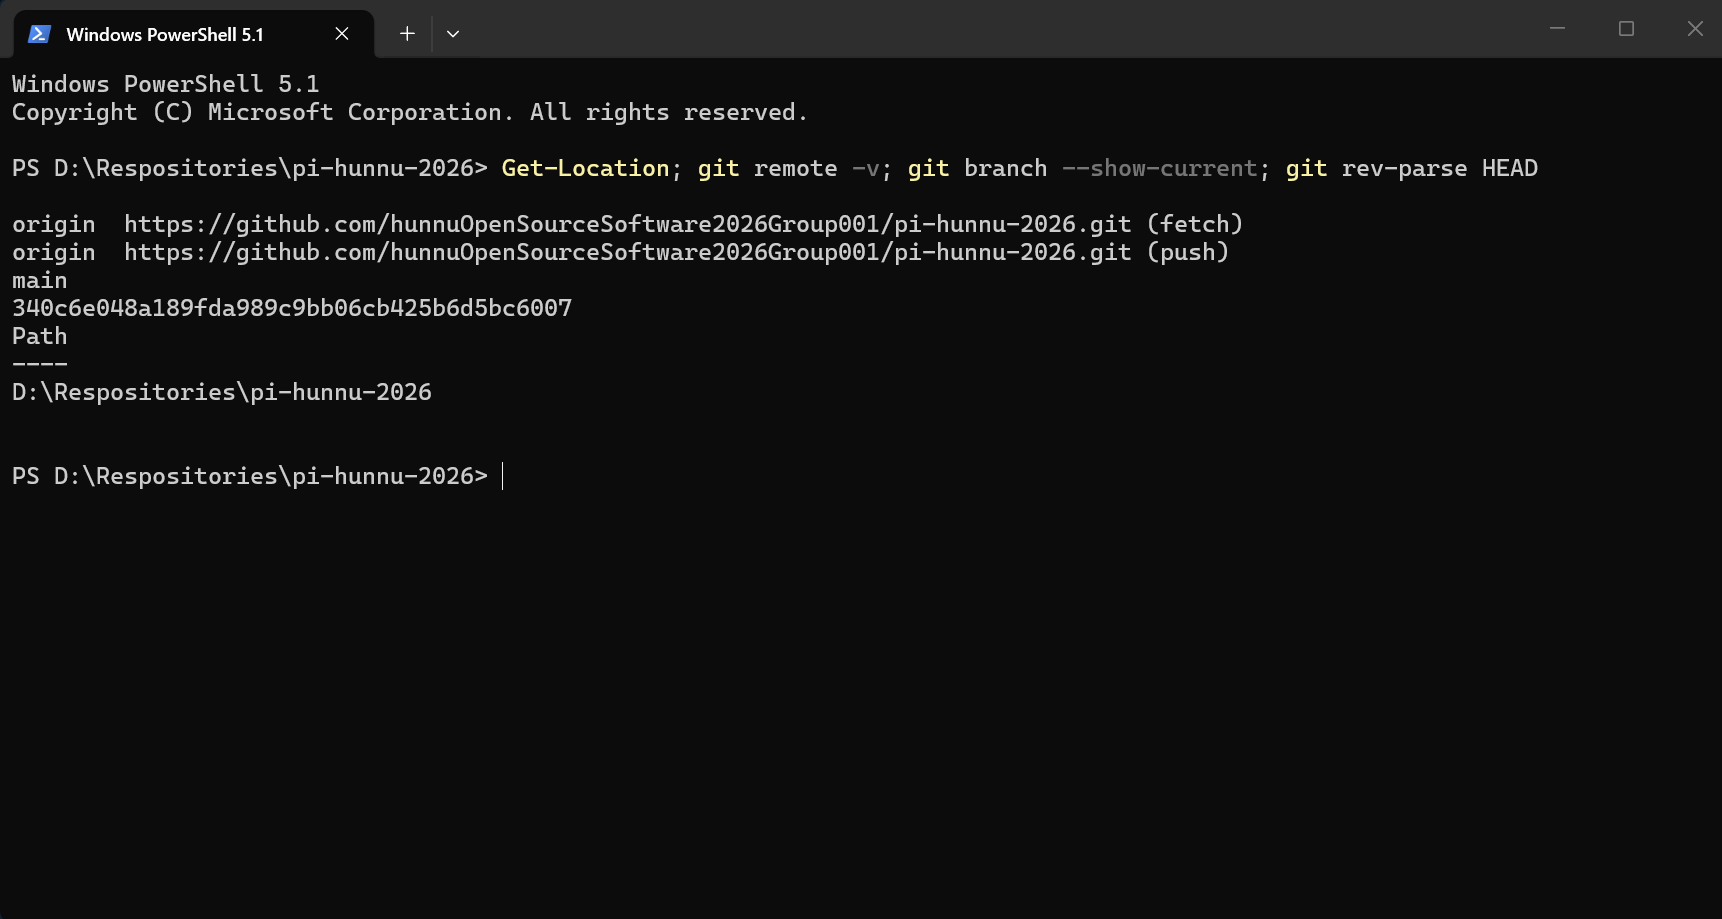 Windows PowerShell 5.1
Windows PowerShell 5.1
Copyright (C) Microsoft Corporation. All rights reserved.
PS D:\Respositories\pi-hunnu-2026> Get-Location; git remote -v; git branch --show-current; git rev-parse HEAD
origin  https://github.com/hunnuOpenSourceSoftware2026Group001/pi-hunnu-2026.git (fetch)
origin  https://github.com/hunnuOpenSourceSoftware2026Group001/pi-hunnu-2026.git (push)
main
340c6e048a189fda989c9bb06cb425b6d5bc6007
Path
----
D:\Respositories\pi-hunnu-2026
PS D:\Respositories\pi-hunnu-2026>